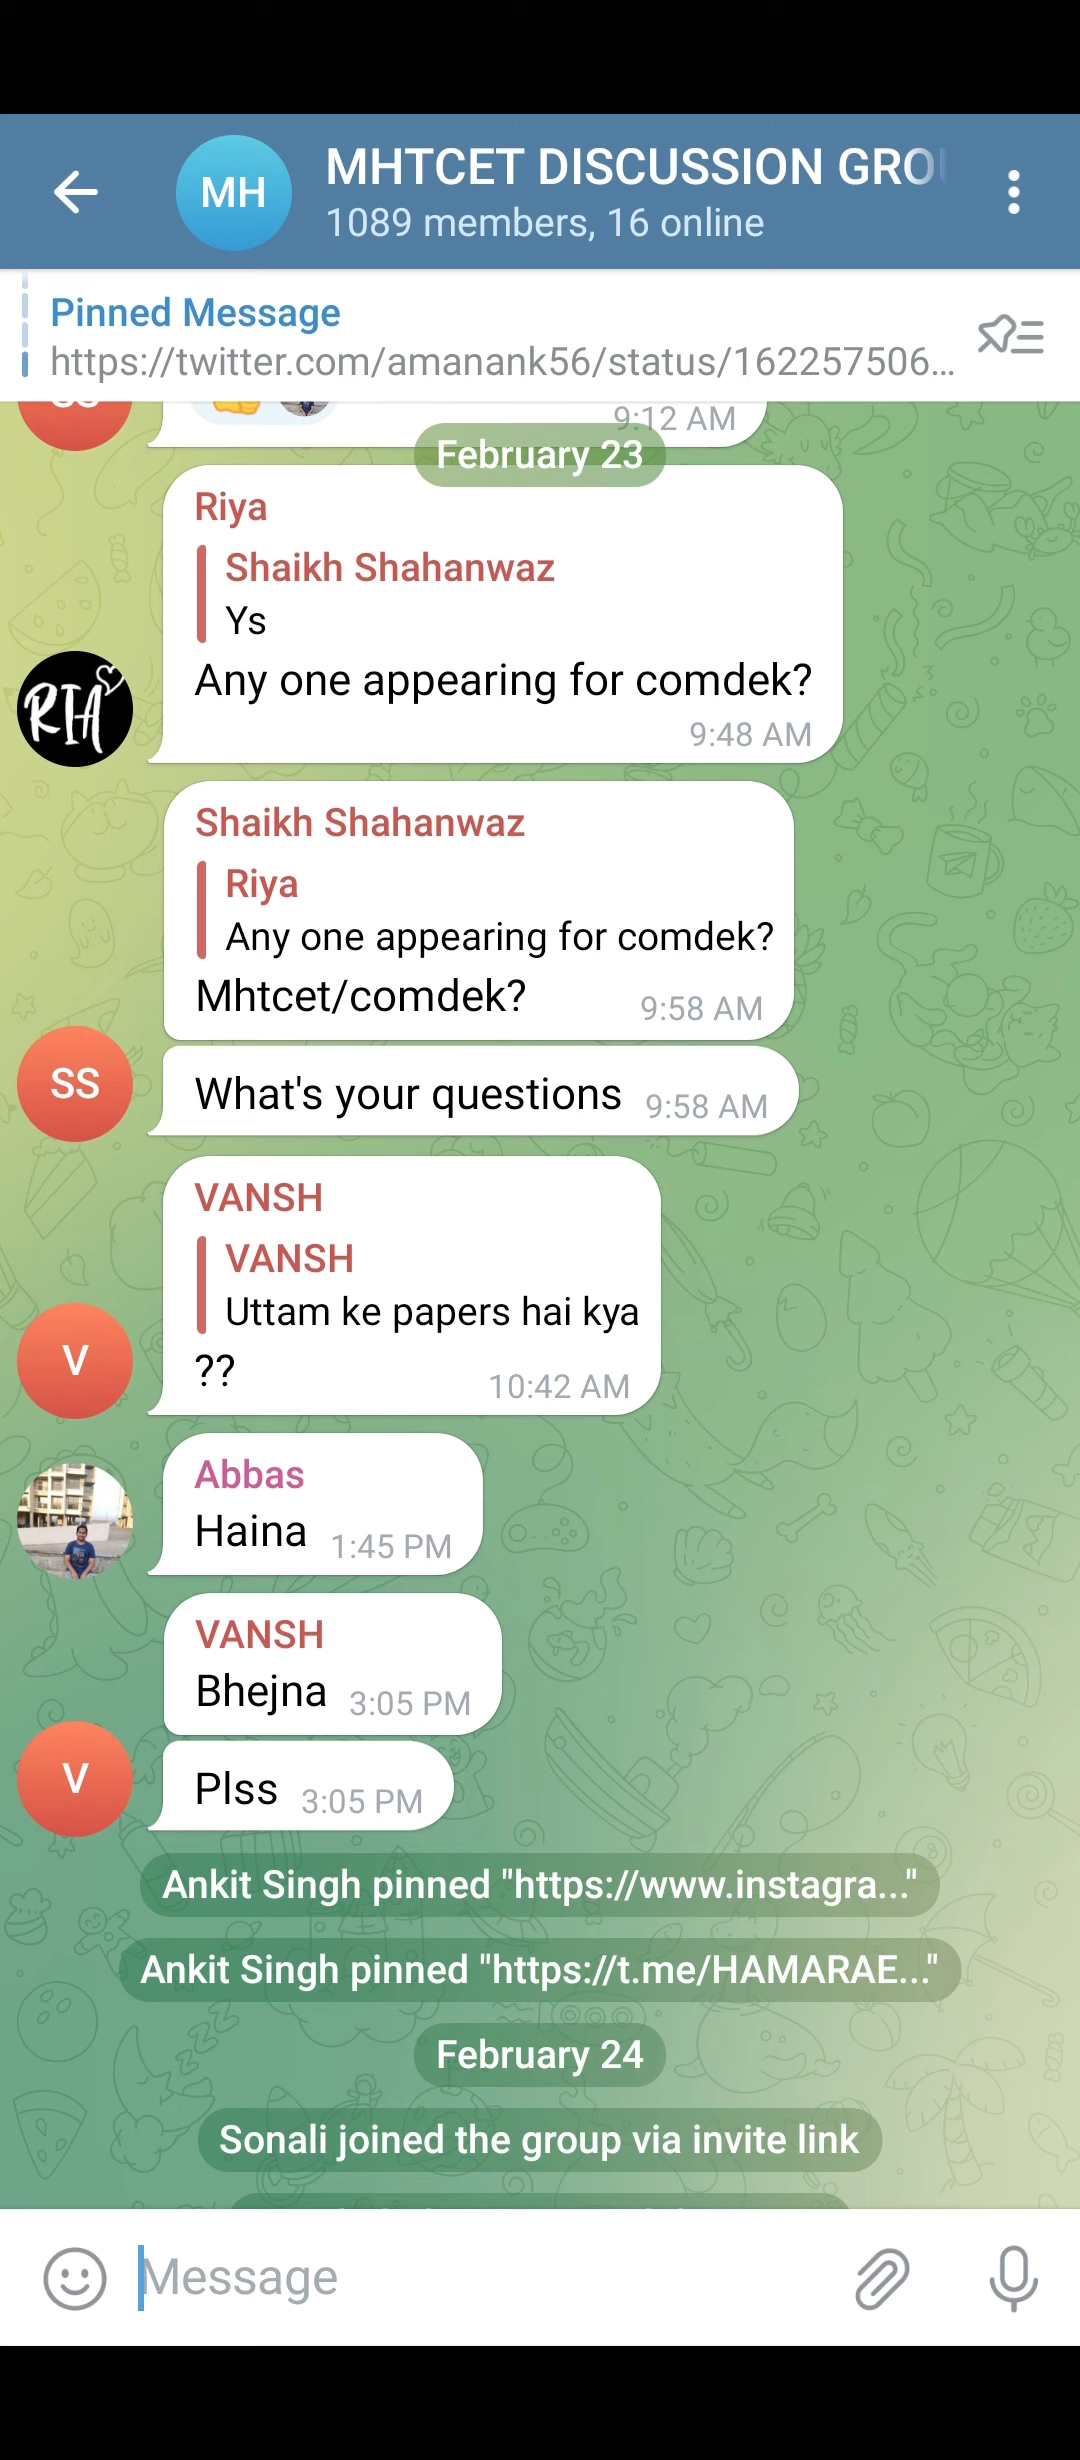 MH
MHTCET DISCUSSION GRO
1089 members, 16 online
Pinned Message
https://twitter.com/amanank56/status/162257506...
9:12 AM
February 23
Riya
Shaikh Shahanwaz
Ys
Any one appearing for comdek?
9:48 AM
RIA
Shaikh Shahanwaz
Riya
Any one appearing for comdek?
Mhtcet/comdek? 9:58 AM
SS
What's your questions 9:58 AM
VANSH
VANSH
Uttam ke papers hai kya
??
10:42 AM
V
Abbas
Haina 1:45 PM
VANSH
Bhejna 3:05 PM
V
Plss 3:05 PM
Ankit Singh pinned "https://www.instagra..."
Ankit Singh pinned "https://t.me/HAMARAE..."
February 24
Sonali joined the group via invite link
Message